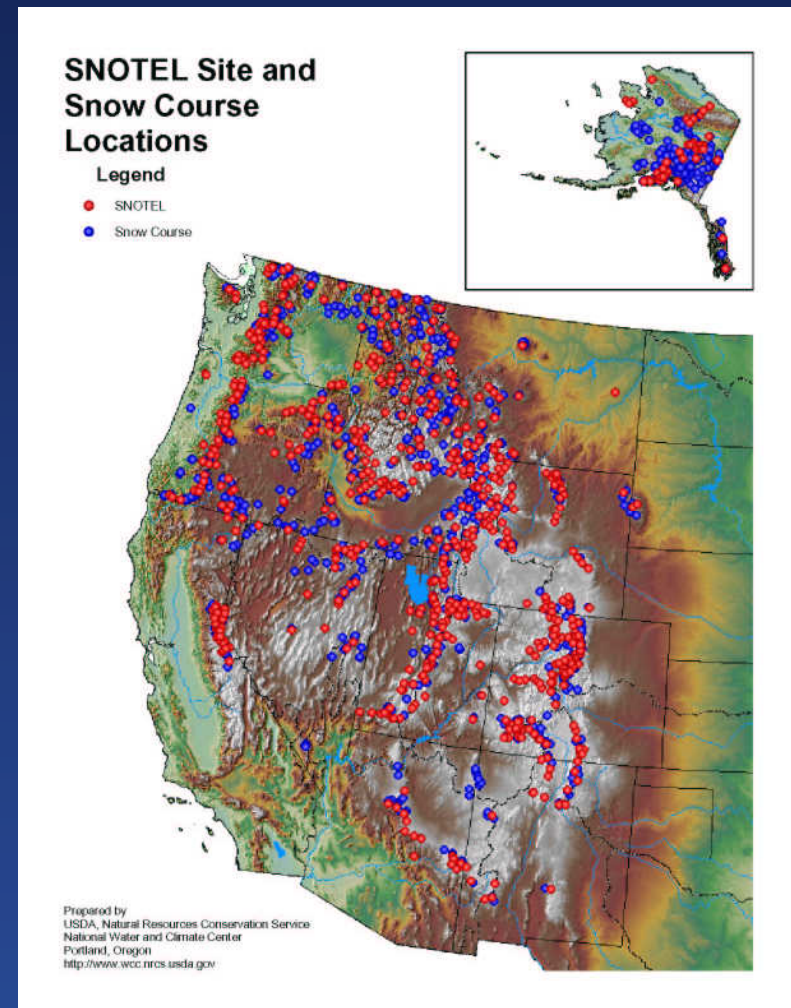 SNOTEL Site and
Snow Course
Locations
Legend
SNOTEL
Snow Course
Prepared by
USDA, Natural Resources Conservation Service
National Water and Climate Center
Portland, Oregon
http://www.wcc.nrcs.usda.gov